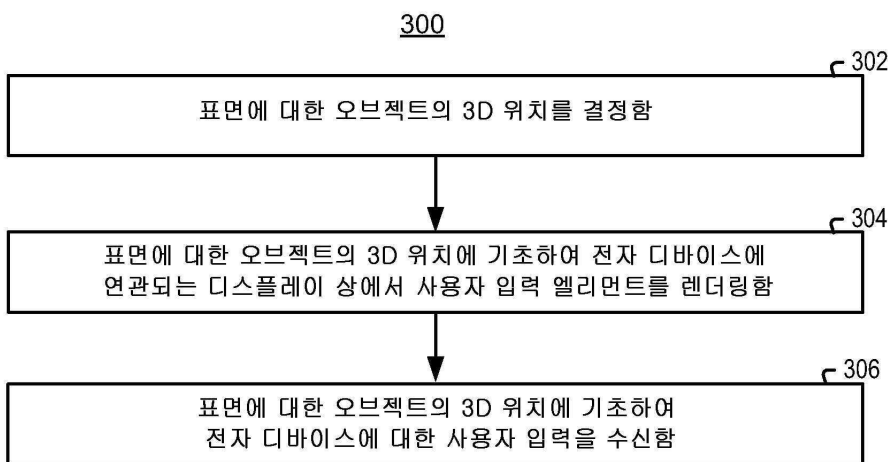 300
302
표면에 대한 오브젝트의 3D 위치를 결정함
304
표면에 대한 오브젝트의 3D 위치에 기초하여 전자 디바이스에
연관되는 디스플레이 상에서 사용자 입력 엘리먼트를 렌더링함
306
표면에 대한 오브젝트의 3D 위치에 기초하여
전자 디바이스에 대한 사용자 입력을 수신함